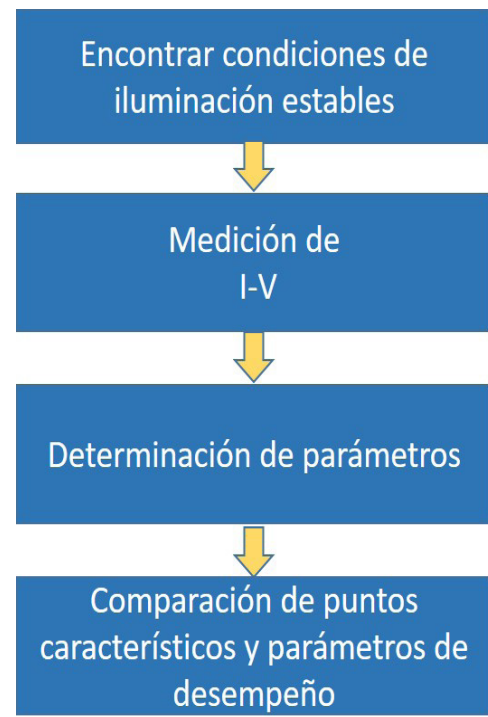 Encontrar condiciones de
iluminación estables
Medición de
I-V
Determinación de parámetros
Comparación de puntos
característicos y parámetros de
desempeño